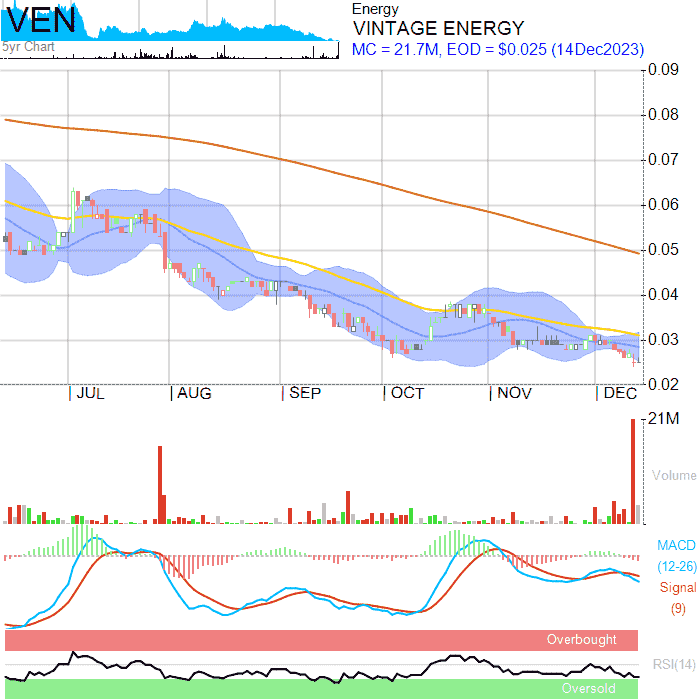 VEN
5yr Chart
Energy
VINTAGE ENERGY
MC = 21.7M, EOD = $0.025 (14Dec2023)
0.09
0.08
0.07
0.06
0.05
0.04
0.03
0.02
JUL AUG SEP OCT NOV DEC
21M
Volume
MACD
(12-26)
Signal
(9)
Overbought
RSI(14)
Oversold